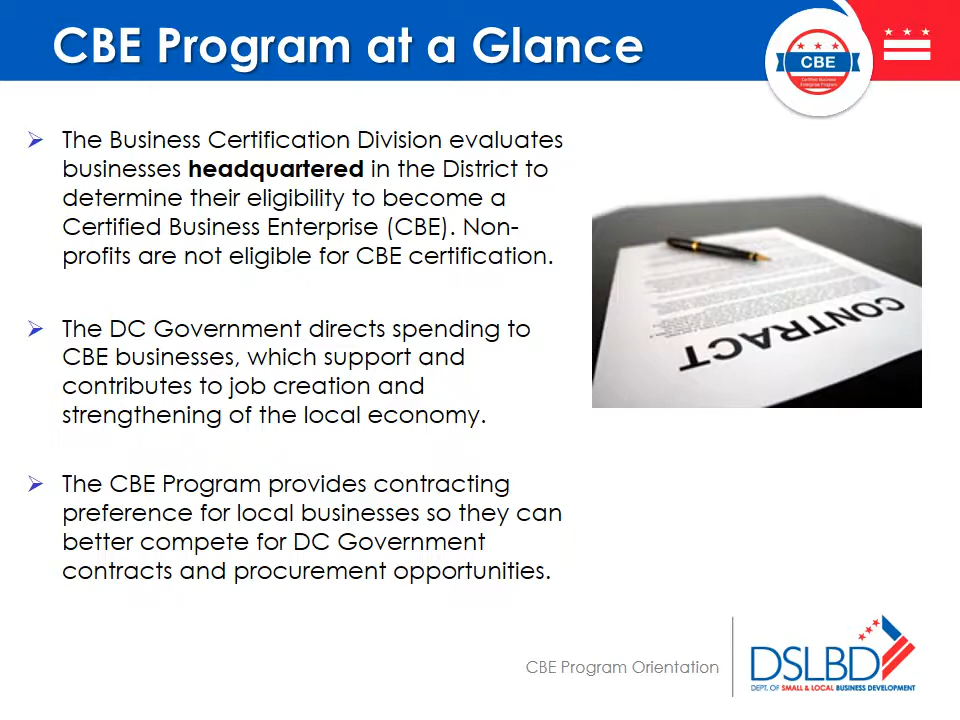 CBE Program at a Glance
CBE
Certified Business
Enterprise Program
The Business Certification Division evaluates
businesses headquartered in the District to
determine their eligibility to become a
Certified Business Enterprise (CBE). Non-
profits are not eligible for CBE certification.
The DC Government directs spending to
CBE businesses, which support and
contributes to job creation and
strengthening of the local economy.
The CBE Program provides contracting
preference for local businesses so they can
better compete for DC Government
contracts and procurement opportunities.
CONTRACT
CBE Program Orientation
DSLBD
DEPT. OF SMALL & LOCAL BUSINESS DEVELOPMENT